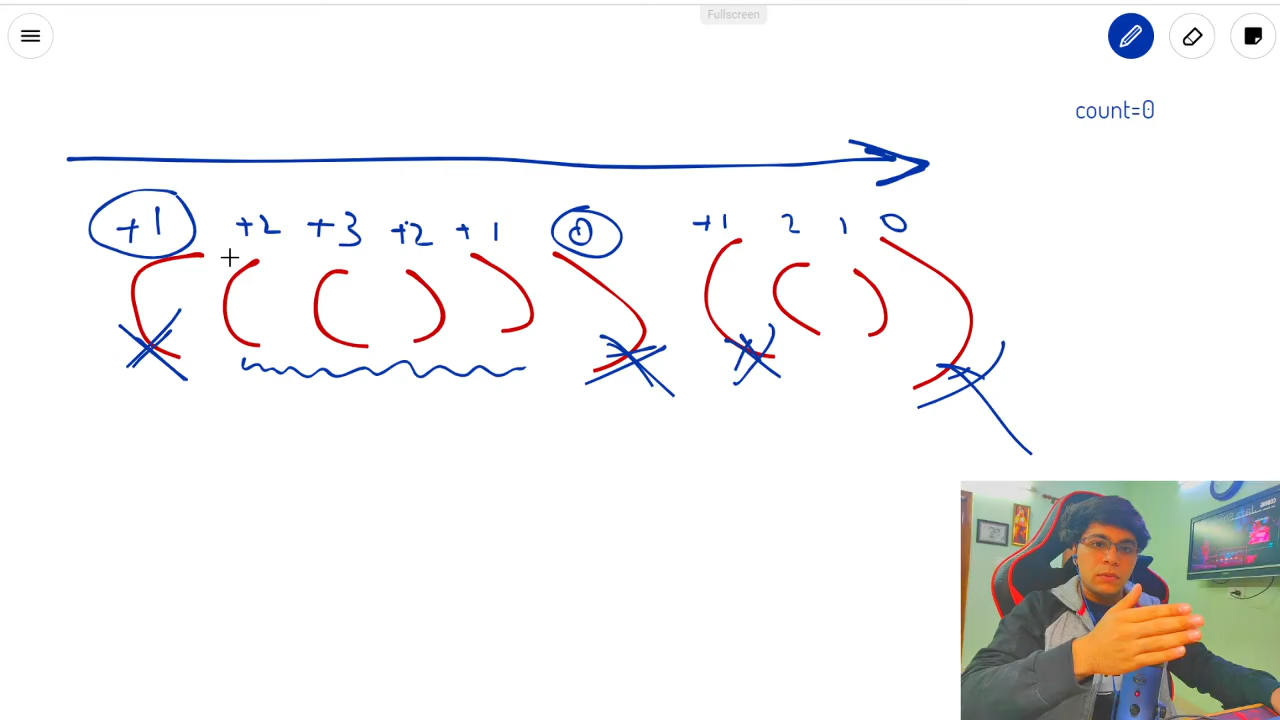 Fullscreen
count=0
+1 +2 +3 +2 +1 0 +1 2 1 0
( ( ( ) ) ) ( ( ) )